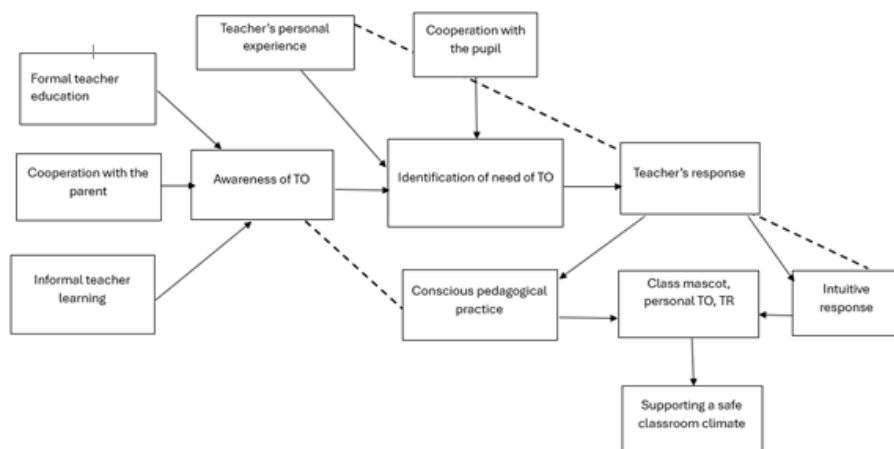 Teacher's personal
experience
Cooperation with
the pupil
Formal teacher
education
Cooperation with the
parent
Awareness of TO
Identification of need of TO
Teacher's response
Informal teacher
learning
Conscious pedagogical
practice
Class mascot,
personal TO, TR
Intuitive
response
Supporting a safe
classroom climate